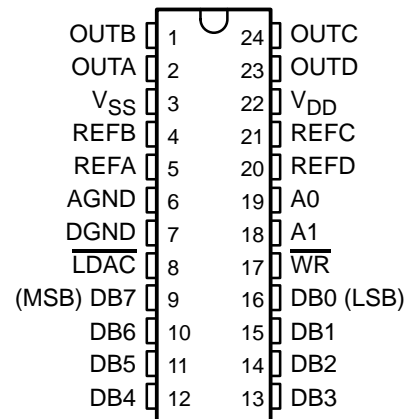 OUTB 1 24 OUTC
OUTA 2 23 OUTD
VSS 3 22 VDD
REFB 4 21 REFC
REFA 5 20 REFD
AGND 6 19 A0
DGND 7 18 A1
LDAC 8 17 WR
(MSB) DB7 9 16 DB0 (LSB)
DB6 10 15 DB1
DB5 11 14 DB2
DB4 12 13 DB3